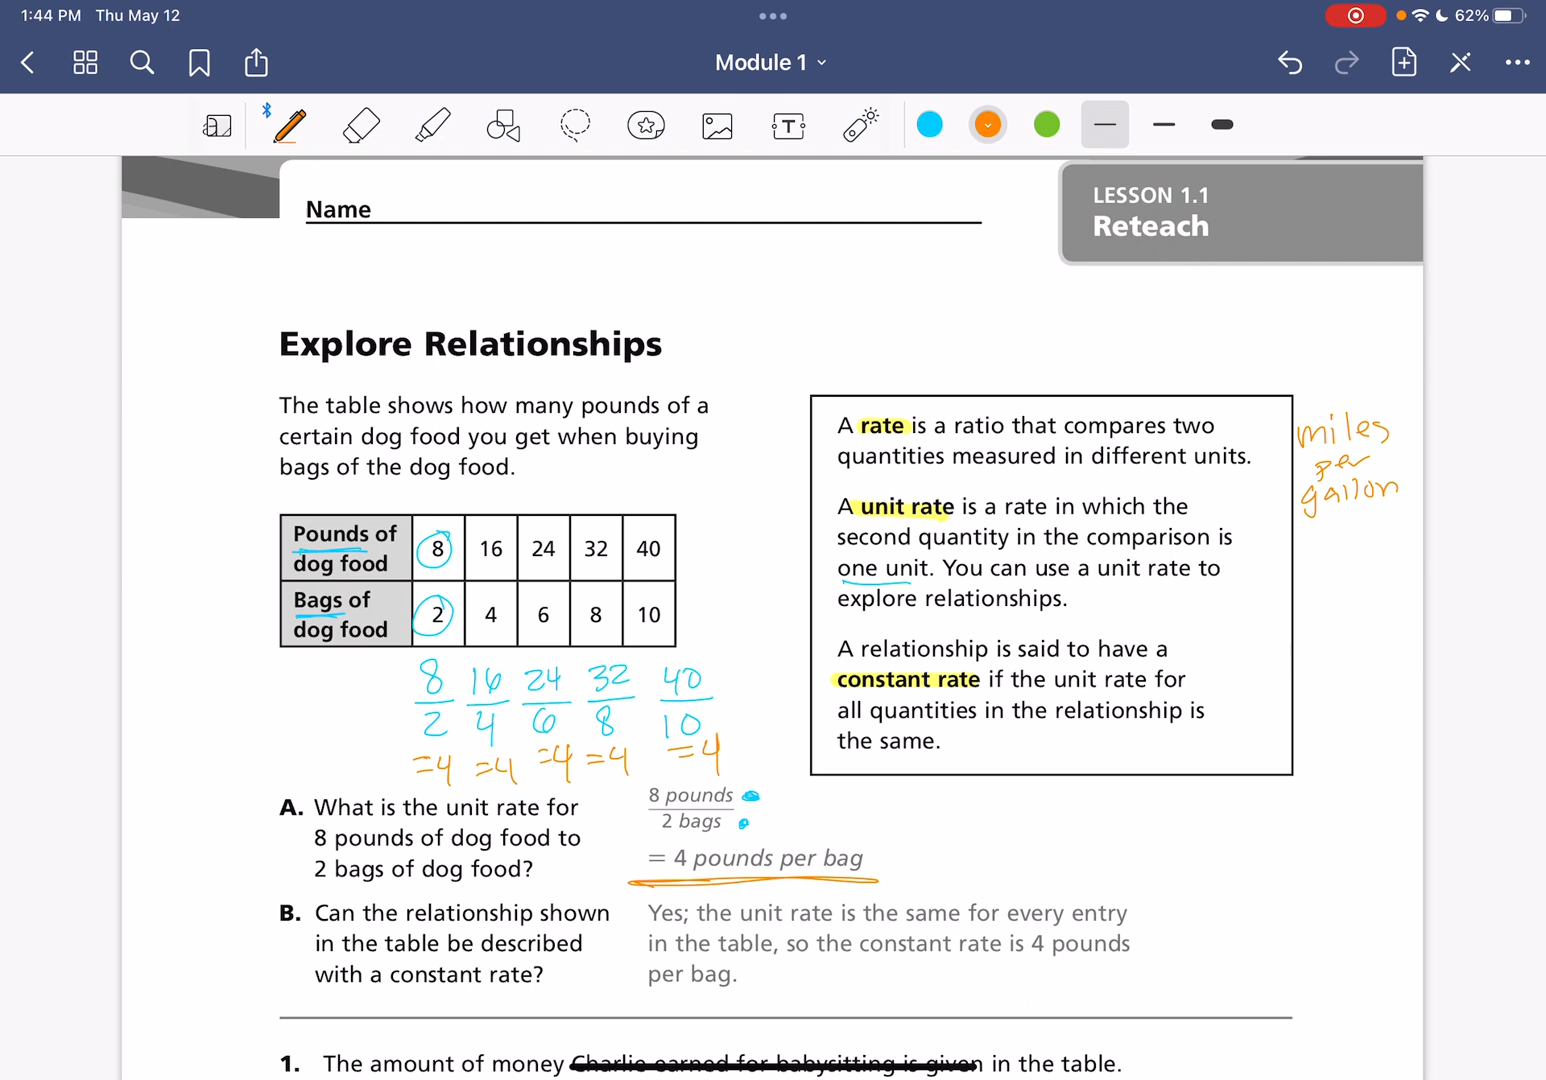 1:44 PM Thu May 12
62%
Module 1
T
Name
LESSON 1.1
Reteach
Explore Relationships
The table shows how many pounds of a
certain dog food you get when buying
bags of the dog food.
Pounds of dog food 8 16 24 32 40
Bags of dog food 2 4 6 8 10
8 16 24 32 40
2 4 6 8 10
=4 =4 =4 =4 =4
A rate is a ratio that compares two
quantities measured in different units.
A unit rate is a rate in which the
second quantity in the comparison is
one unit. You can use a unit rate to
explore relationships.
A relationship is said to have a
constant rate if the unit rate for
all quantities in the relationship is
the same.
miles
per
gallon
A. What is the unit rate for
8 pounds of dog food to
2 bags of dog food?
8 pounds
2 bags
= 4 pounds per bag
B. Can the relationship shown
in the table be described
with a constant rate?
Yes; the unit rate is the same for every entry
in the table, so the constant rate is 4 pounds
per bag.
1. The amount of money Charlie earned for babysitting is given in the table.